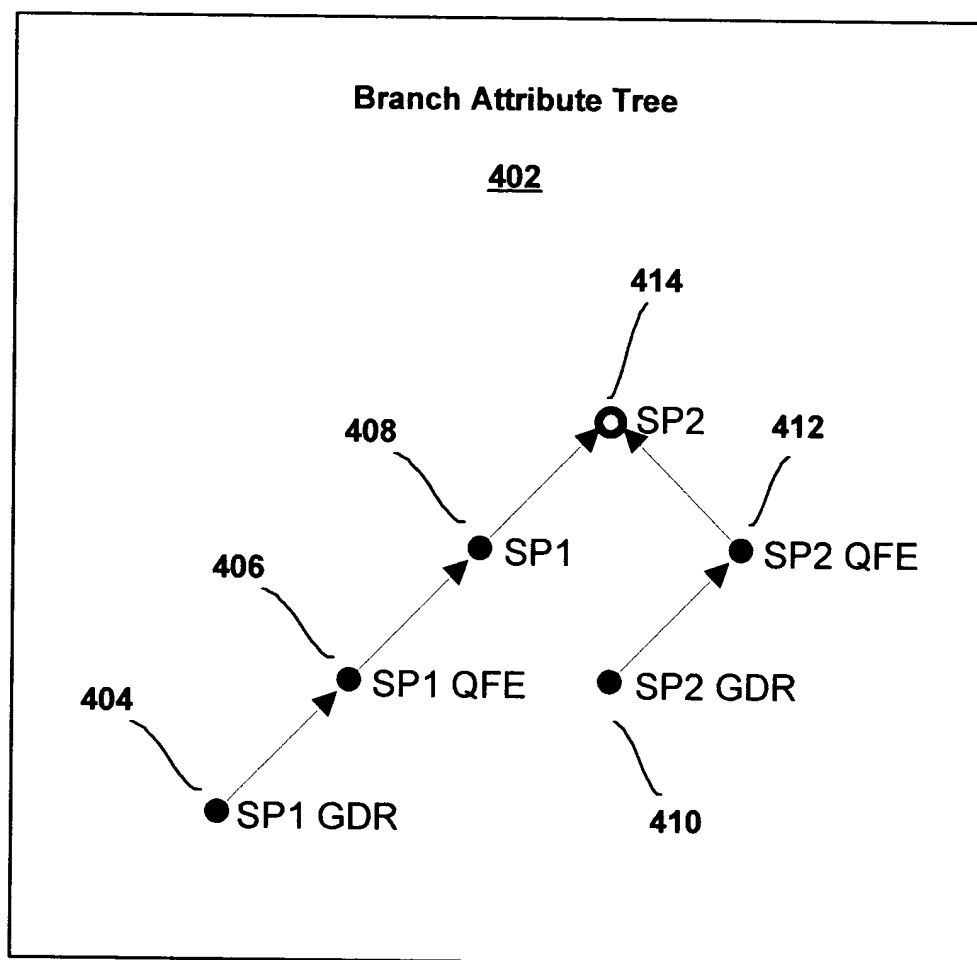 Branch Attribute Tree
402
414
SP2
408
412
SP1
SP2 QFE
406
SP1 QFE
SP2 GDR
404
SP1 GDR
410